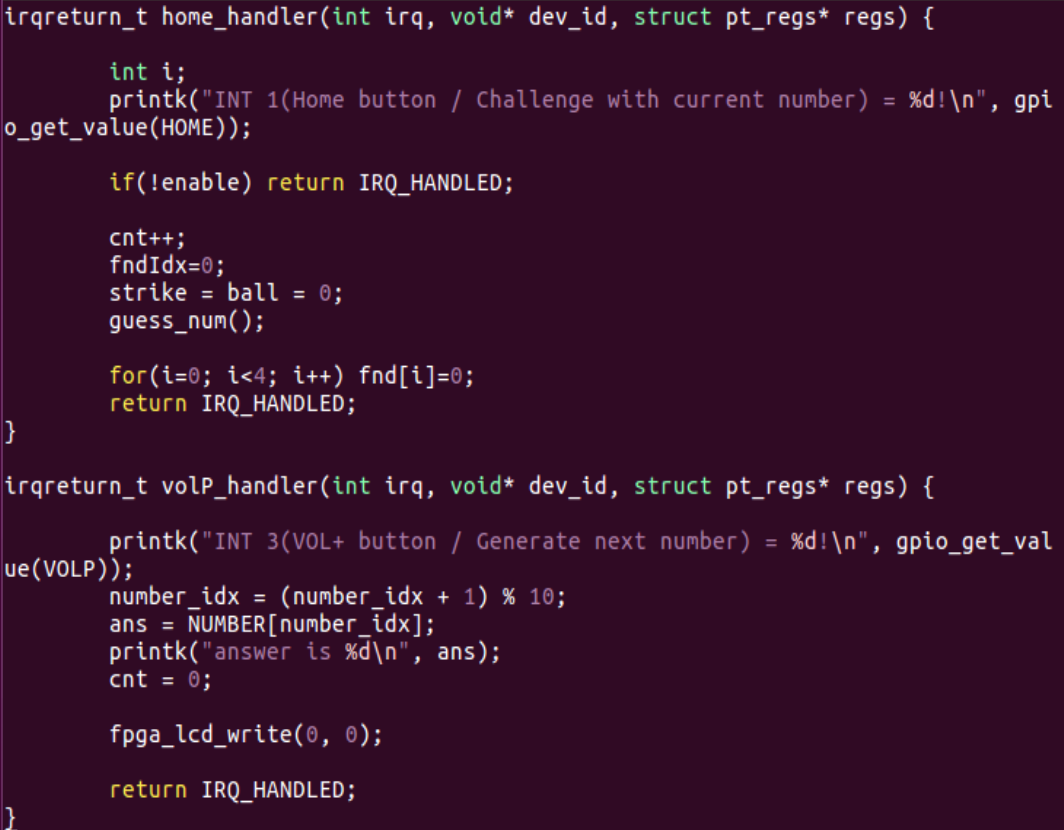 irqreturn_t home_handler(int irq, void* dev_id, struct pt_regs* regs) {
int i;
printk("INT 1(Home button / Challenge with current number) = %d!\n", gpi
o_get_value(HOME));
if(!enable) return IRQ_HANDLED;
cnt++;
fndIdx=0;
strike = ball = 0;
guess_num();
for(i=0; i<4; i++) fnd[i]=0;
return IRQ_HANDLED;
}
irqreturn_t volP_handler(int irq, void* dev_id, struct pt_regs* regs) {
printk("INT 3(VOL+ button / Generate next number) = %d!\n", gpio_get_val
ue(VOLP));
number_idx = (number_idx + 1) % 10;
ans = NUMBER[number_idx];
printk("answer is %d\n", ans);
cnt = 0;
fpga_lcd_write(0, 0);
return IRQ_HANDLED;
}